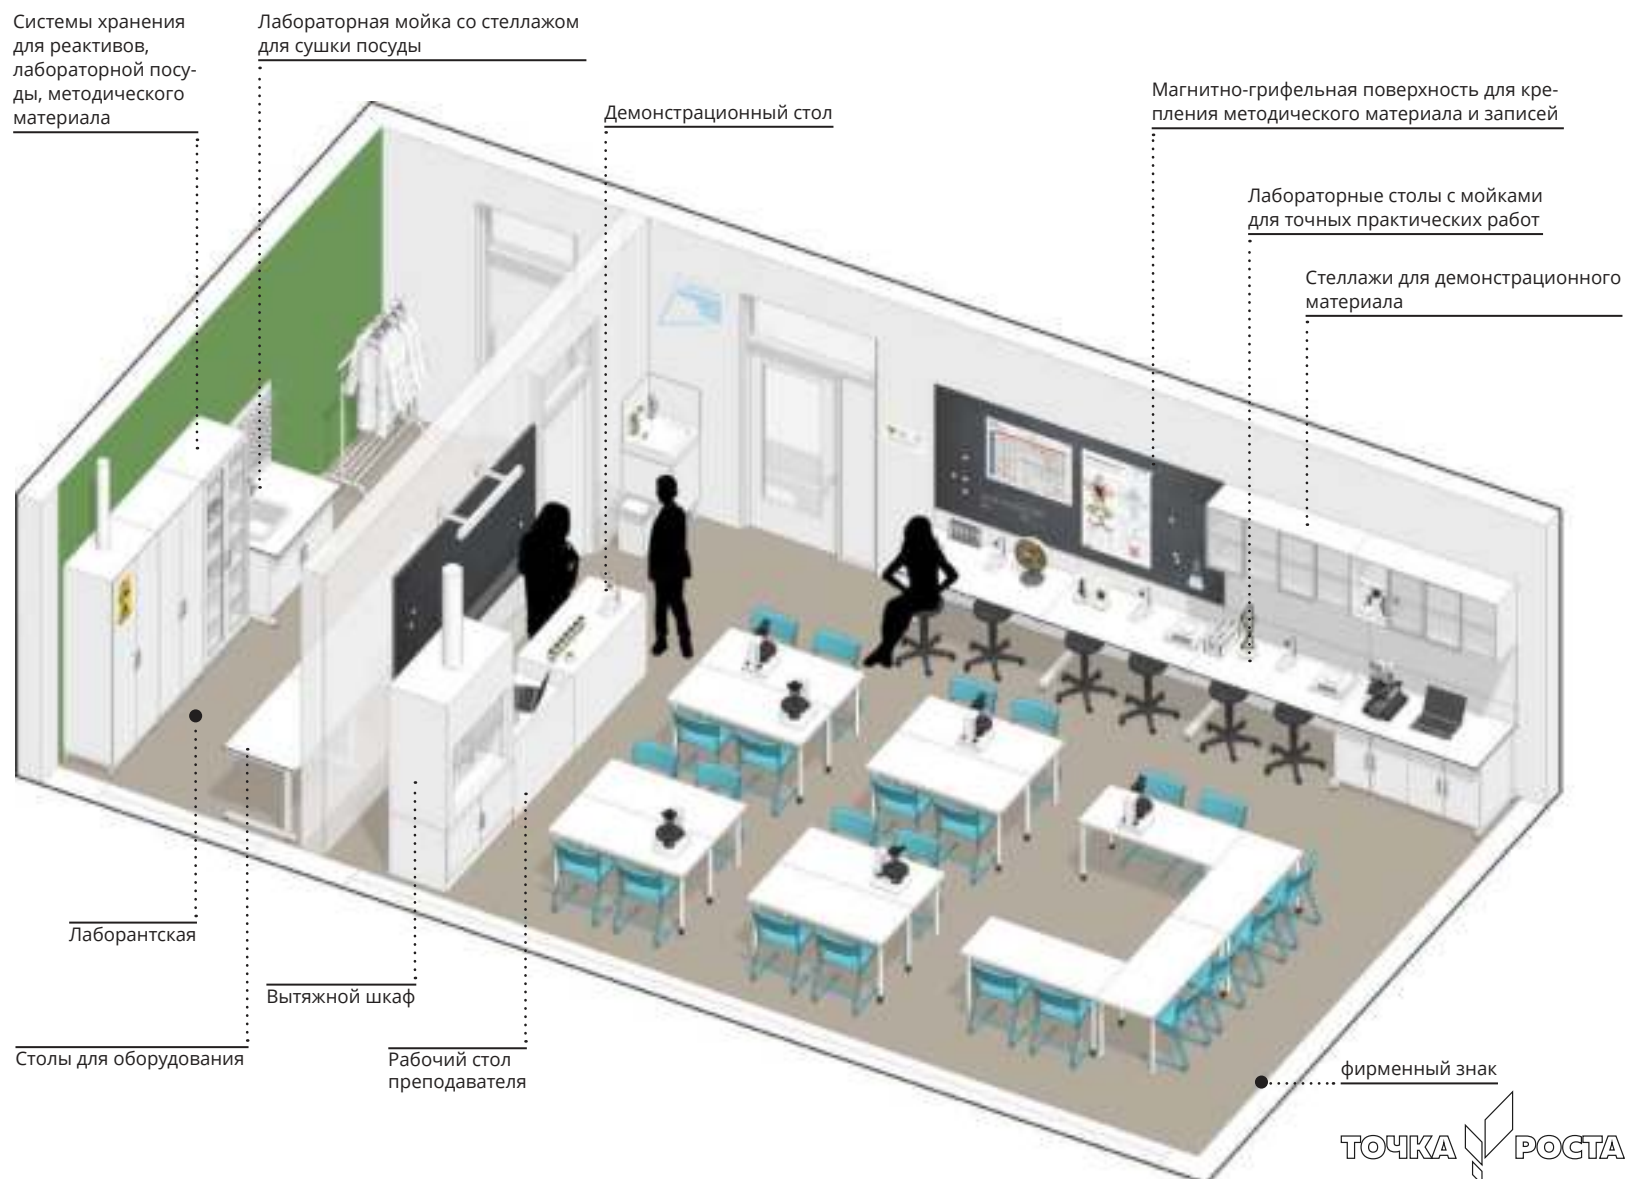 Системы хранения
для реактивов,
лабораторной посу-
ды, методического
материала
Лабораторная мойка со стеллажом
для сушки посуды
Демонстрационный стол
Магнитно-грифельная поверхность для кре-
пления методического материала и записей
Лабораторные столы с мойками
для точных практических работ
Стеллажи для демонстрационного
материала
Лаборантская
Вытяжной шкаф
Столы для оборудования
Рабочий стол
преподавателя
фирменный знак
ТОЧКА РОСТА